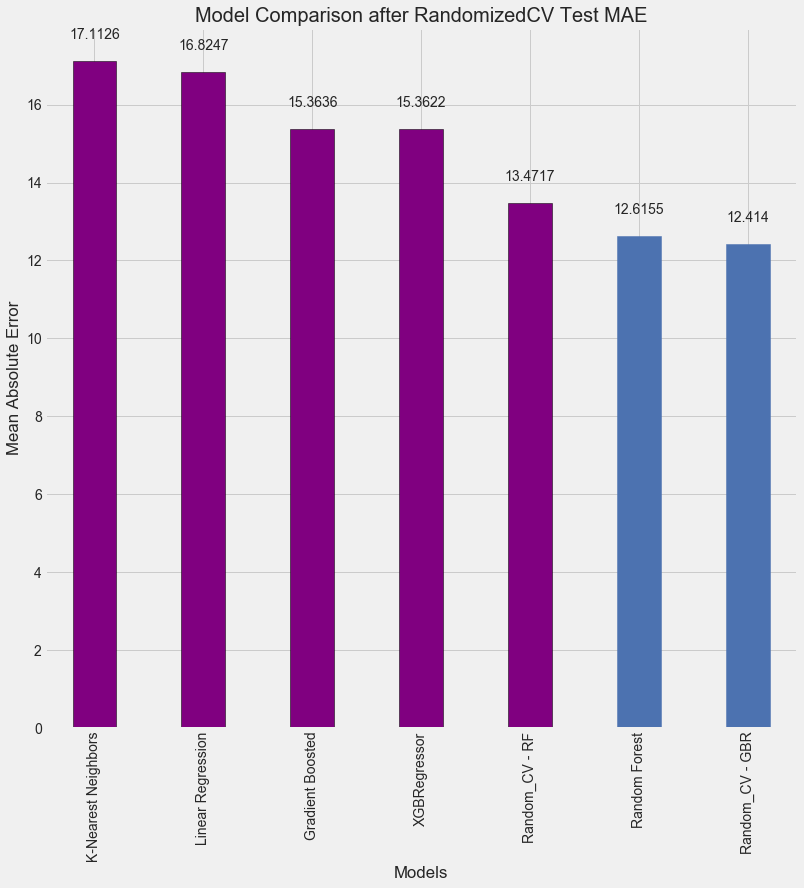 Model Comparison after RandomizedCV Test MAE
17.1126
16.8247
15.3636
15.3622
13.4717
12.6155
12.414
16
14
12
10
8
6
4
2
0
Mean Absolute Error
K-Nearest Neighbors
Linear Regression
Gradient Boosted
XGBRegressor
Random_CV - RF
Random Forest
Random_CV - GBR
Models